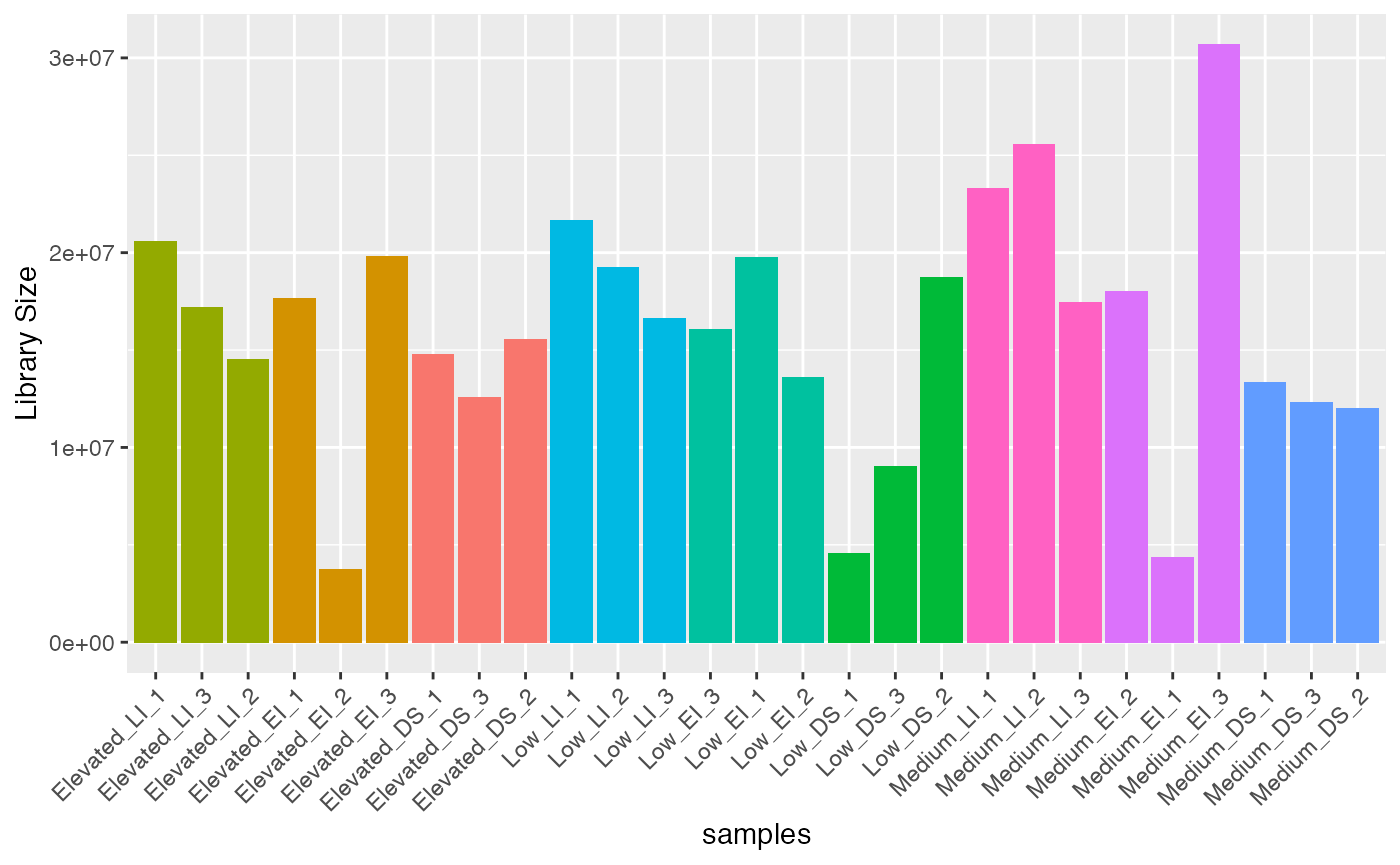 Library Size
3e+07
2e+07
1e+07
0e+00
Elevated_LI_1
Elevated_LI_3
Elevated_LI_2
Elevated_EI_1
Elevated_EI_2
Elevated_EI_3
Elevated_DS_1
Elevated_DS_3
Elevated_DS_2
Low_LI_1
Low_LI_2
Low_LI_3
Low_EI_3
Low_EI_1
Low_EI_2
Low_DS_1
Low_DS_3
Low_DS_2
Medium_LI_1
Medium_LI_2
Medium_LI_3
Medium_EI_2
Medium_EI_1
Medium_EI_3
Medium_DS_1
Medium_DS_3
Medium_DS_2
samples